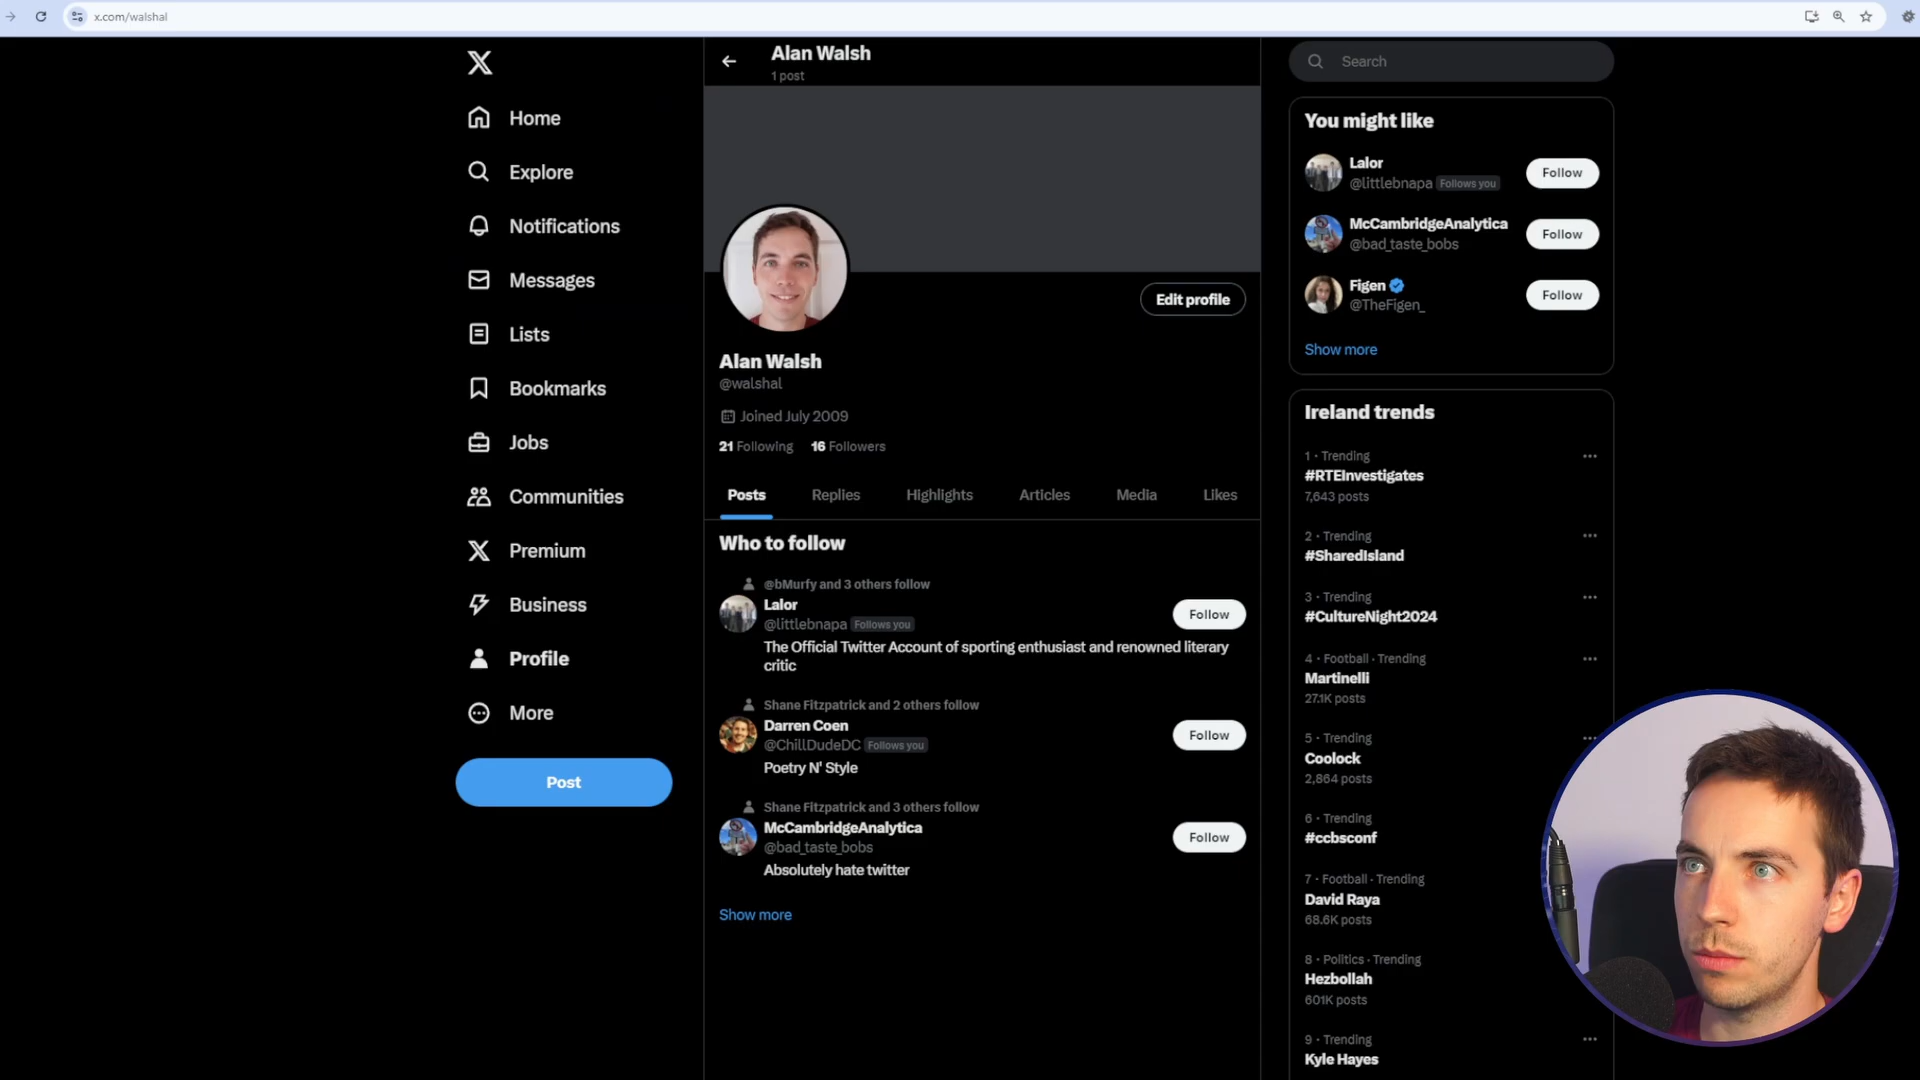 x.com/walshal
Home
Explore
Notifications
Messages
Lists
Bookmarks
Jobs
Communities
Premium
Business
Profile
More
Post
Alan Walsh
1 post
Edit profile
Alan Walsh
@walshal
Joined July 2009
21 Following 16 Followers
Posts Replies Highlights Articles Media Likes
Who to follow
@bMurfy and 3 others follow
Lalor
@littlebnapa Follows you
Follow
The Official Twitter Account of sporting enthusiast and renowned literary
critic
Shane Fitzpatrick and 2 others follow
Darren Coen
@ChillDudeDC Follows you
Follow
Poetry N' Style
Shane Fitzpatrick and 3 others follow
McCambridgeAnalytica
@bad_taste_bobs
Follow
Absolutely hate twitter
Show more
Search
You might like
Lalor
@littlebnapa Follows you
Follow
McCambridgeAnalytica
@bad_taste_bobs
Follow
Figen
@TheFigen_
Follow
Show more
Ireland trends
1 · Trending
#RTEInvestigates
7,643 posts
2 · Trending
#SharedIsland
3 · Trending
#CultureNight2024
4 · Football · Trending
Martinelli
27.1K posts
5 · Trending
Coolock
2,864 posts
6 · Trending
#ccbsconf
7 · Football · Trending
David Raya
68.6K posts
8 · Politics · Trending
Hezbollah
601K posts
9 · Trending
Kyle Hayes